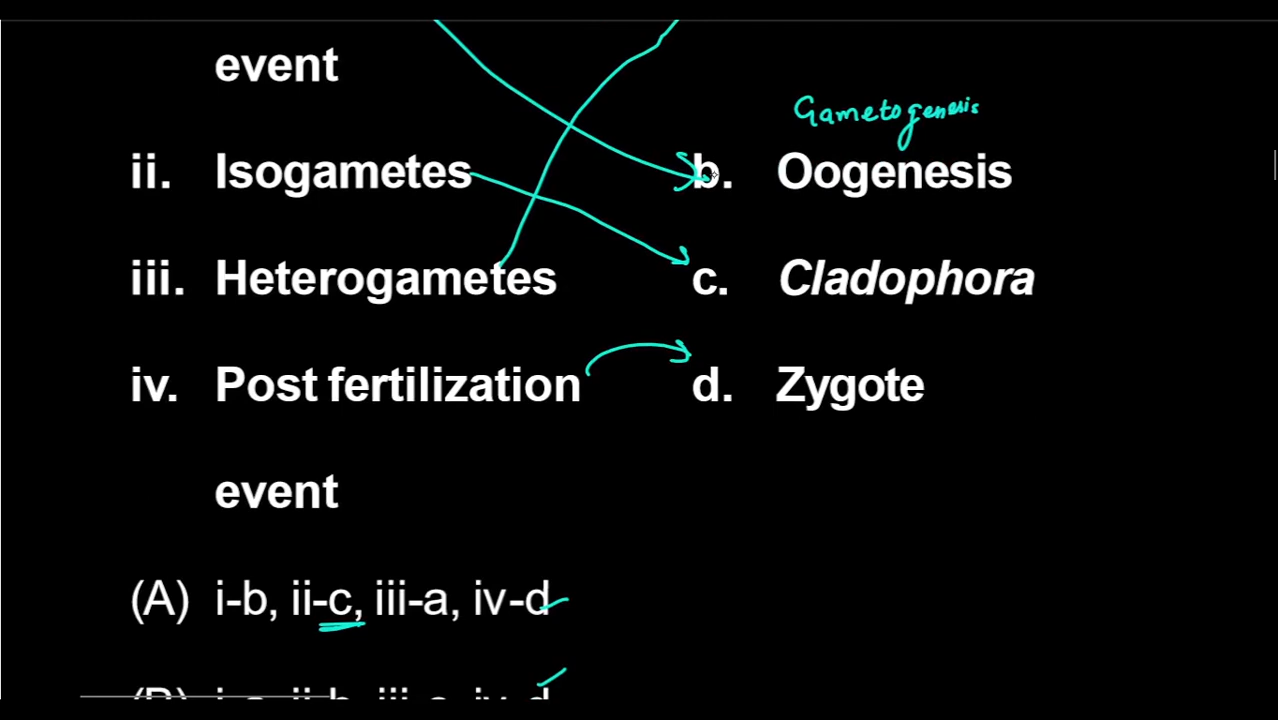 event
Gametogenesis
ii. Isogametes b. Oogenesis
iii. Heterogametes c. Cladophora
iv. Post fertilization d. Zygote
event
(A) i-b, ii-c, iii-a, iv-d